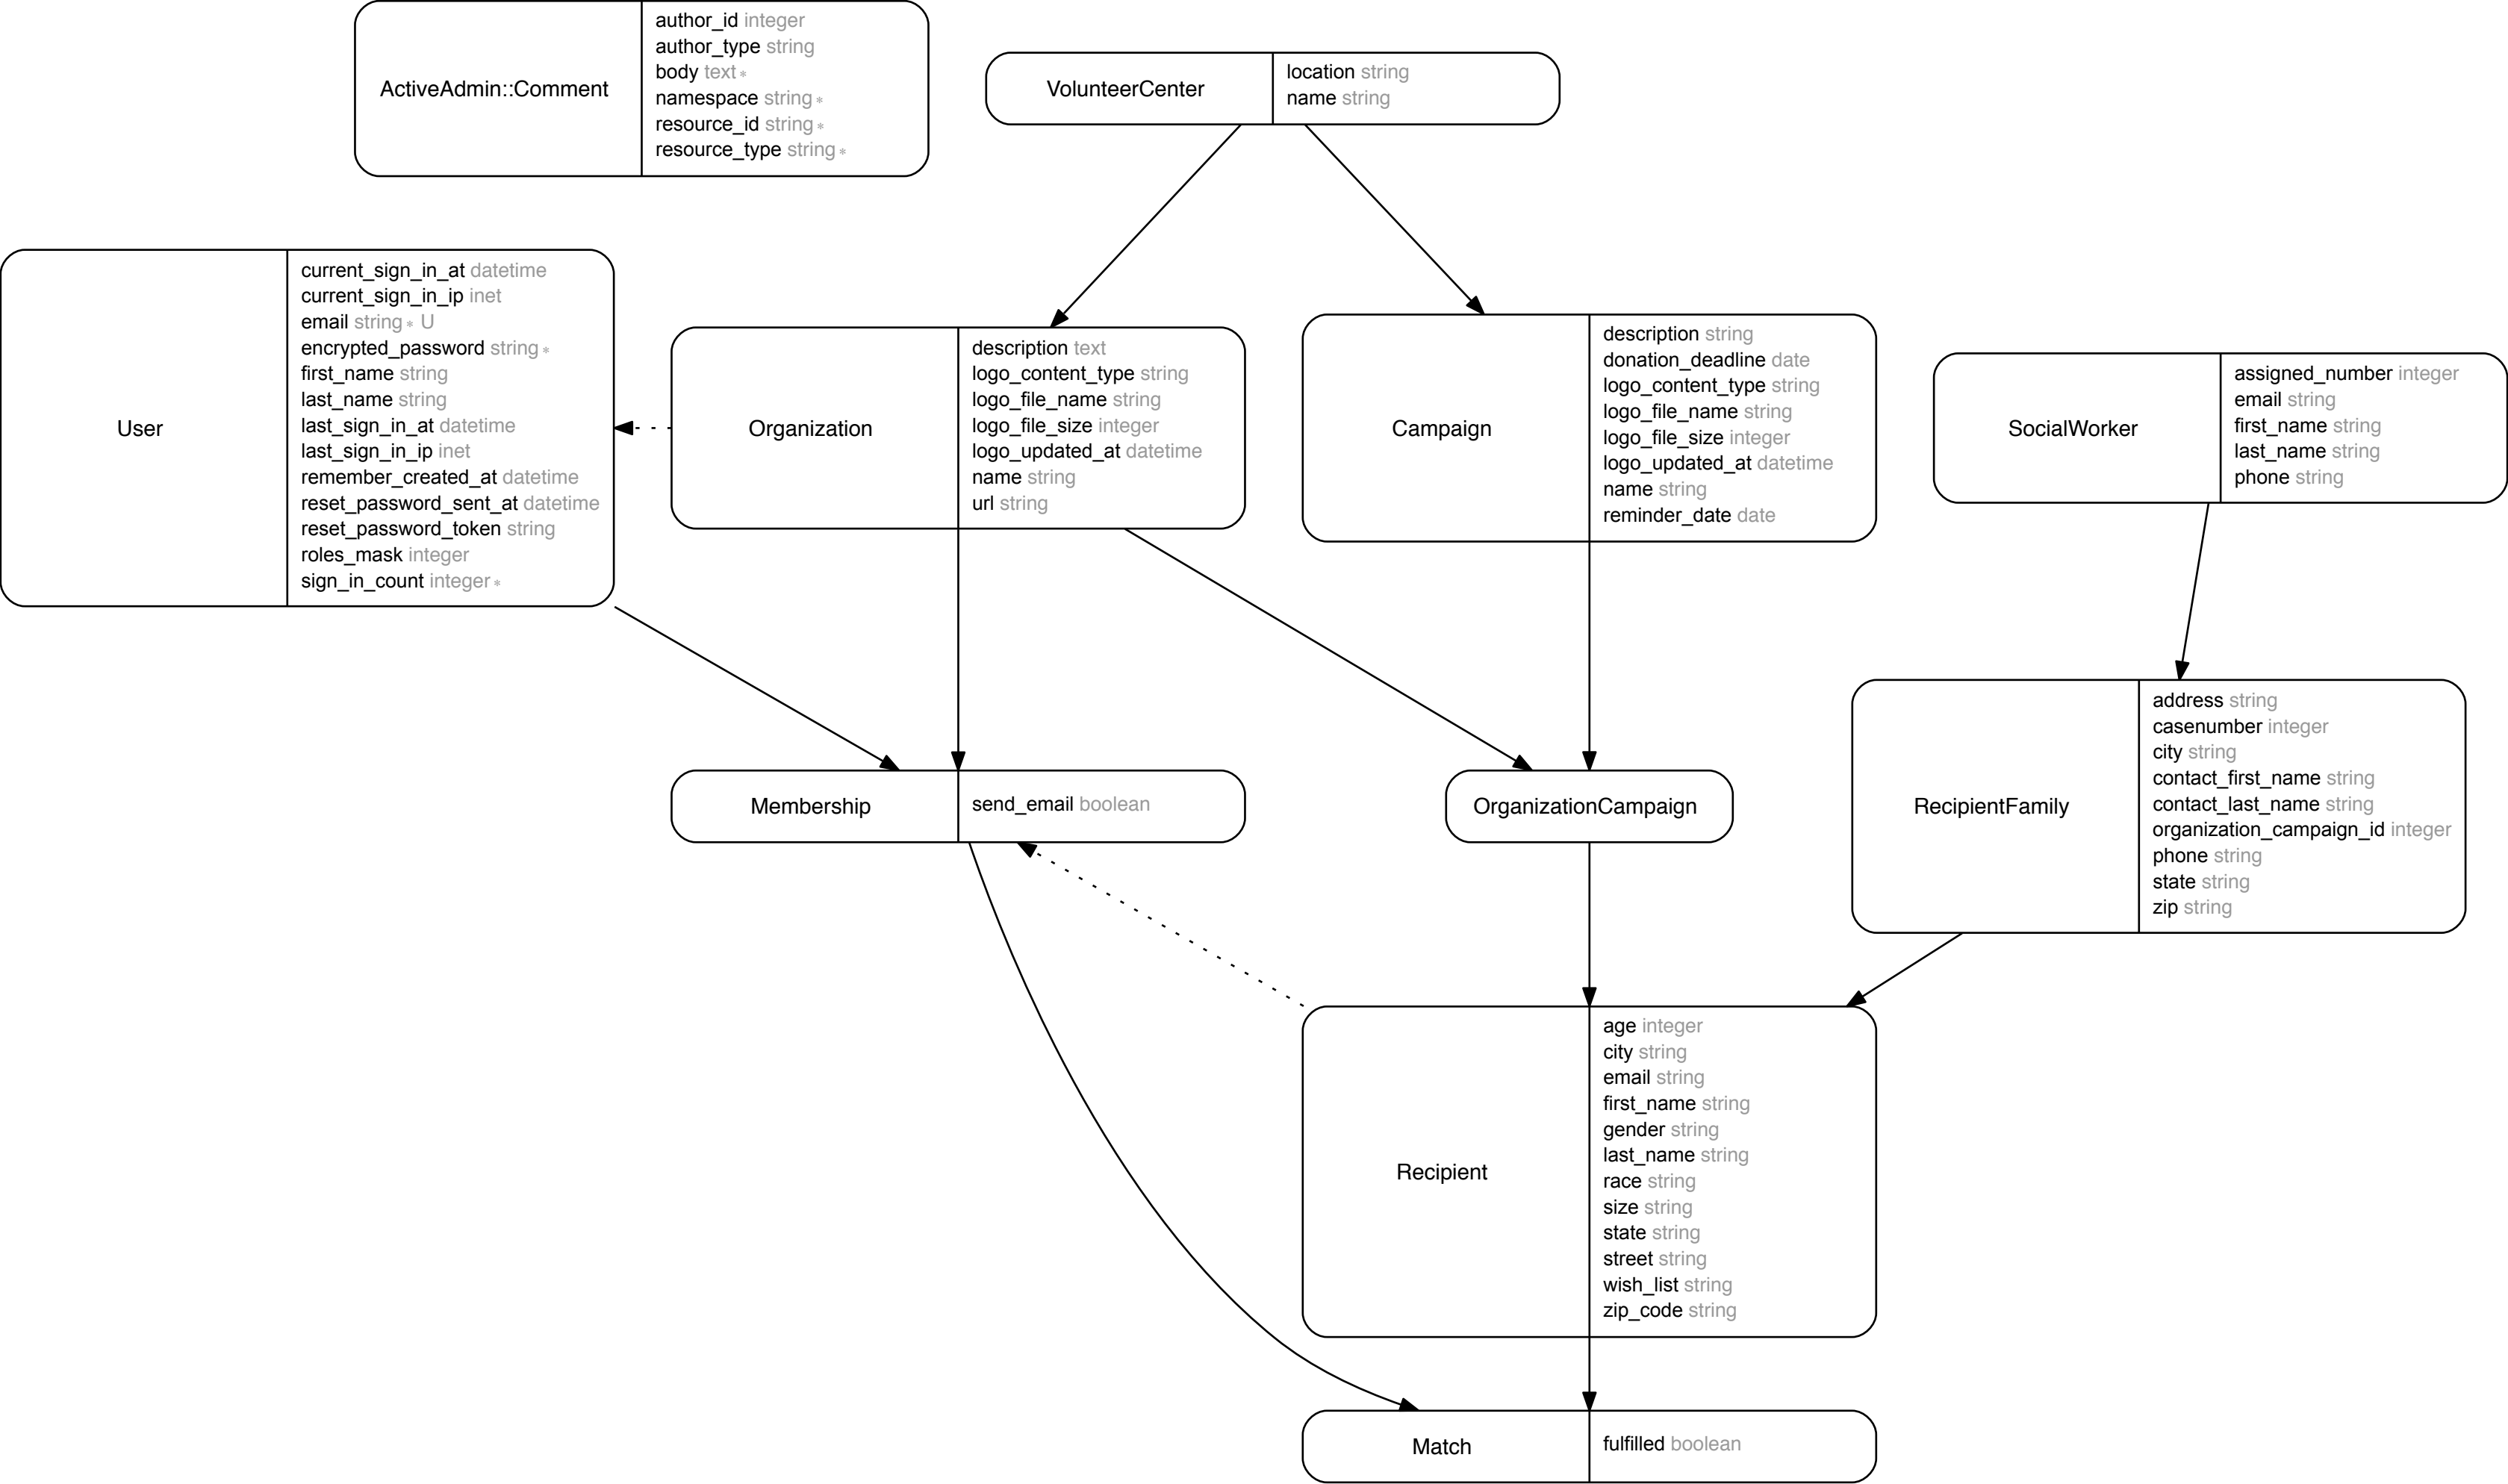 ActiveAdmin::Comment
author_id integer
author_type string
body text *
namespace string *
resource_id string *
resource_type string *
VolunteerCenter
location string
name string
User
current_sign_in_at datetime
current_sign_in_ip inet
email string * U
encrypted_password string *
first_name string
last_name string
last_sign_in_at datetime
last_sign_in_ip inet
remember_created_at datetime
reset_password_sent_at datetime
reset_password_token string
roles_mask integer
sign_in_count integer *
Organization
description text
logo_content_type string
logo_file_name string
logo_file_size integer
logo_updated_at datetime
name string
url string
Campaign
description string
donation_deadline date
logo_content_type string
logo_file_name string
logo_file_size integer
logo_updated_at datetime
name string
reminder_date date
SocialWorker
assigned_number integer
email string
first_name string
last_name string
phone string
Membership
send_email boolean
OrganizationCampaign
RecipientFamily
address string
casenumber integer
city string
contact_first_name string
contact_last_name string
organization_campaign_id integer
phone string
state string
zip string
Recipient
age integer
city string
email string
first_name string
gender string
last_name string
race string
size string
state string
street string
wish_list string
zip_code string
Match
fulfilled boolean